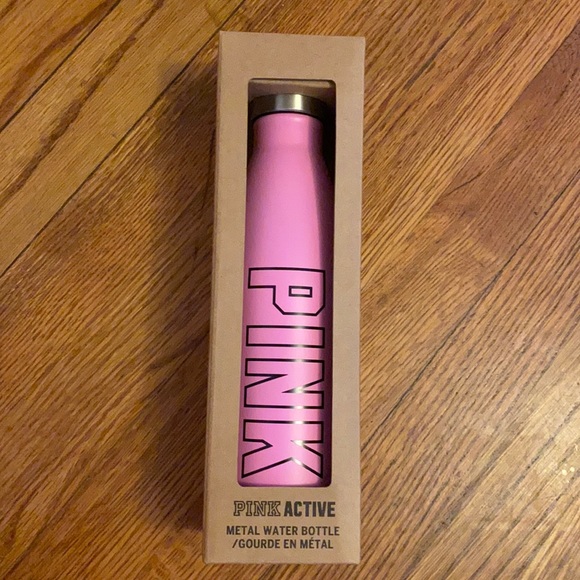 PINK
PINK ACTIVE
METAL WATER BOTTLE
/GOURDE EN MÉTAL